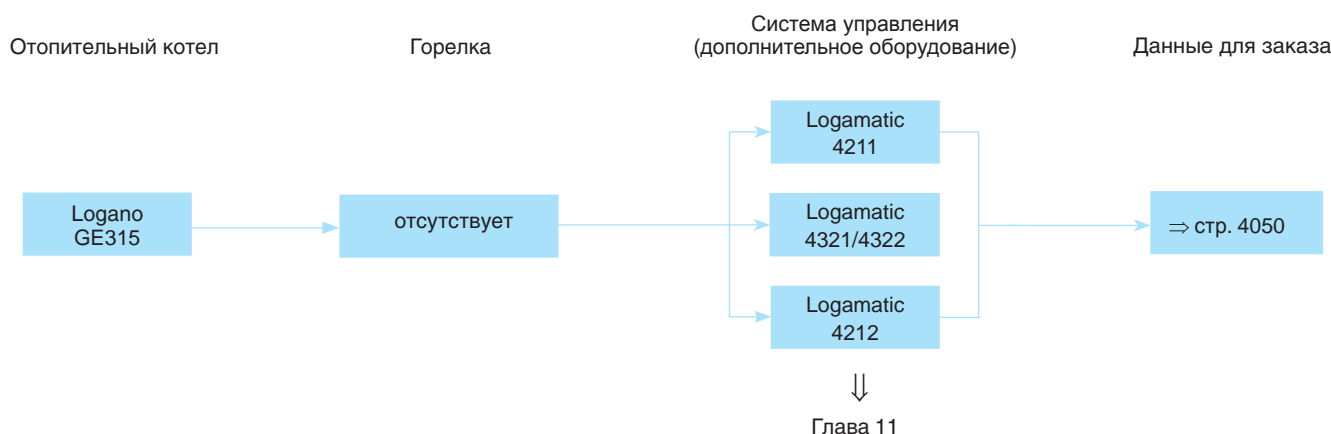 Отопительный котел
Горелка
Система управления
(дополнительное оборудование)
Данные для заказа
Logano
GE315
отсутствует
Logamatic
4211
Logamatic
4321/4322
Logamatic
4212
⇒ стр. 4050
⇓
Глава 11